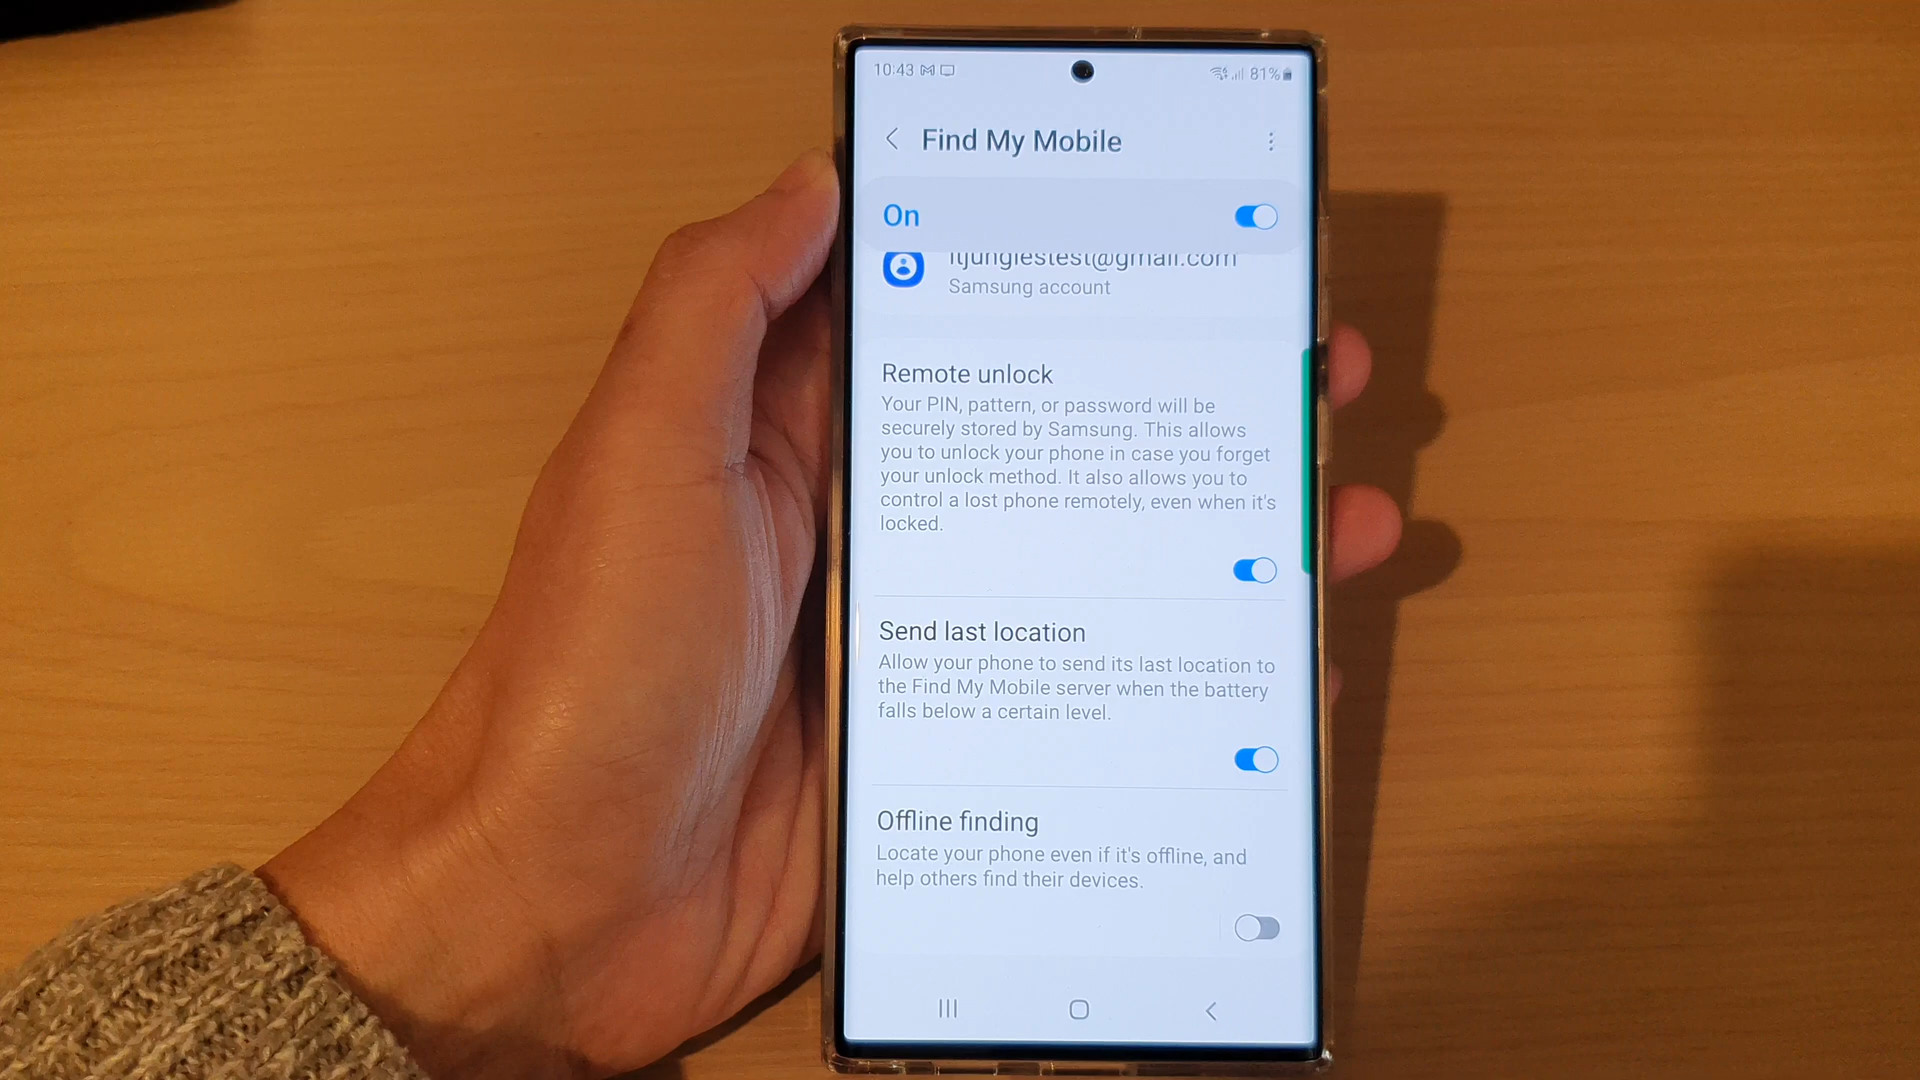 10:43
81%
Find My Mobile
On
itjunglestest@gmail.com
Samsung account
Remote unlock
Your PIN, pattern, or password will be
securely stored by Samsung. This allows
you to unlock your phone in case you forget
your unlock method. It also allows you to
control a lost phone remotely, even when it's
locked.
Send last location
Allow your phone to send its last location to
the Find My Mobile server when the battery
falls below a certain level.
Offline finding
Locate your phone even if it's offline, and
help others find their devices.